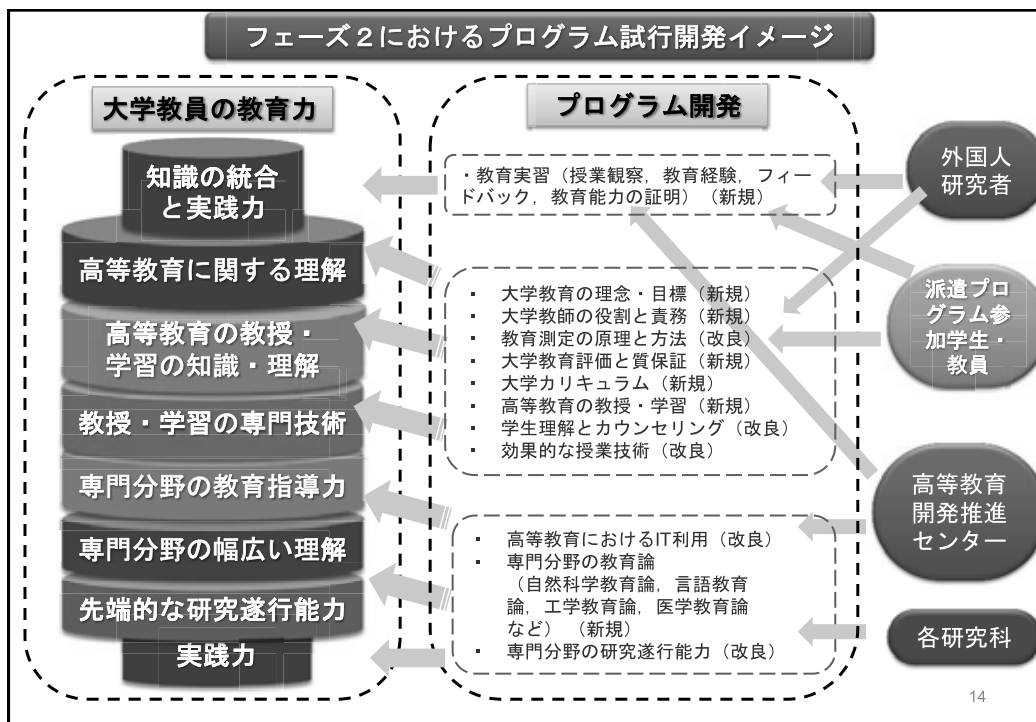 フェーズ２におけるプログラム試行開発イメージ
大学教員の教育力
知識の統合
と実践力
高等教育に関する理解
高等教育の教授・
学習の知識・理解
教授・学習の専門技術
専門分野の教育指導力
専門分野の幅広い理解
先端的な研究遂行能力
実践力
プログラム開発
・教育実習（授業観察，教育経験，フィー
ドバック，教育能力の証明）（新規）
▪ 大学教育の理念・目標（新規）
▪ 大学教師の役割と責務（新規）
▪ 教育測定の原理と方法（改良）
▪ 大学教育評価と質保証（新規）
▪ 大学カリキュラム（新規）
▪ 高等教育の教授・学習（新規）
▪ 学生理解とカウンセリング（改良）
▪ 効果的な授業技術（改良）
▪ 高等教育におけるIT利用（改良）
▪ 専門分野の教育論
（自然科学教育論，言語教育
論，工学教育論，医学教育論
など）（新規）
▪ 専門分野の研究遂行能力（改良）
外国人
研究者
派遣プロ
グラム参
加学生・
教員
高等教育
開発推進
センター
各研究科
14